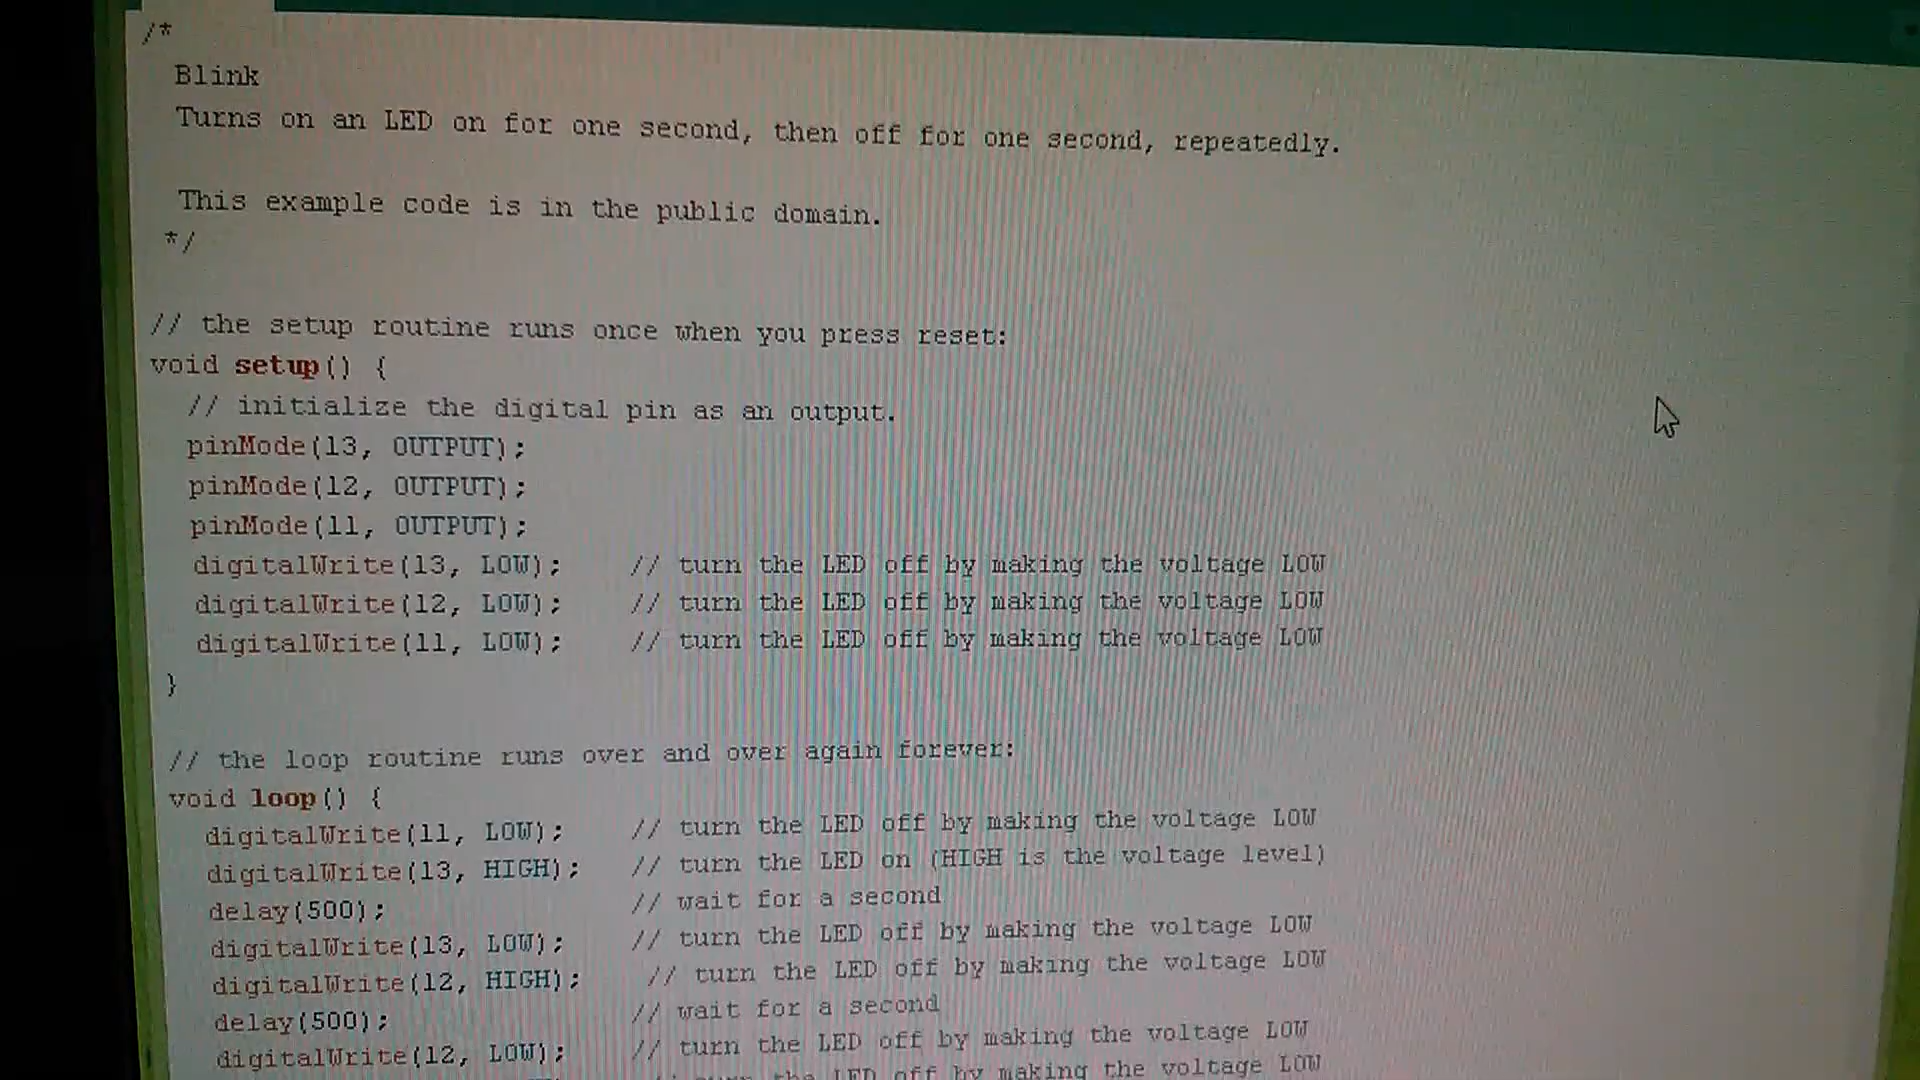 /*
Blink
Turns on an LED on for one second, then off for one second, repeatedly.
This example code is in the public domain.
*/
// the setup routine runs once when you press reset:
void setup() {
// initialize the digital pin as an output.
pinMode(13, OUTPUT);
pinMode(12, OUTPUT);
pinMode(11, OUTPUT);
digitalWrite(13, LOW);    // turn the LED off by making the voltage LOW
digitalWrite(12, LOW);    // turn the LED off by making the voltage LOW
digitalWrite(11, LOW);    // turn the LED off by making the voltage LOW
}
// the loop routine runs over and over again forever:
void loop() {
digitalWrite(11, LOW);    // turn the LED off by making the voltage LOW
digitalWrite(13, HIGH);   // turn the LED on (HIGH is the voltage level)
delay(500);               // wait for a second
digitalWrite(13, LOW);    // turn the LED off by making the voltage LOW
digitalWrite(12, HIGH);    // turn the LED off by making the voltage LOW
delay(500);               // wait for a second
digitalWrite(12, LOW);    // turn the LED off by making the voltage LOW
the LED off by making the voltage LOW